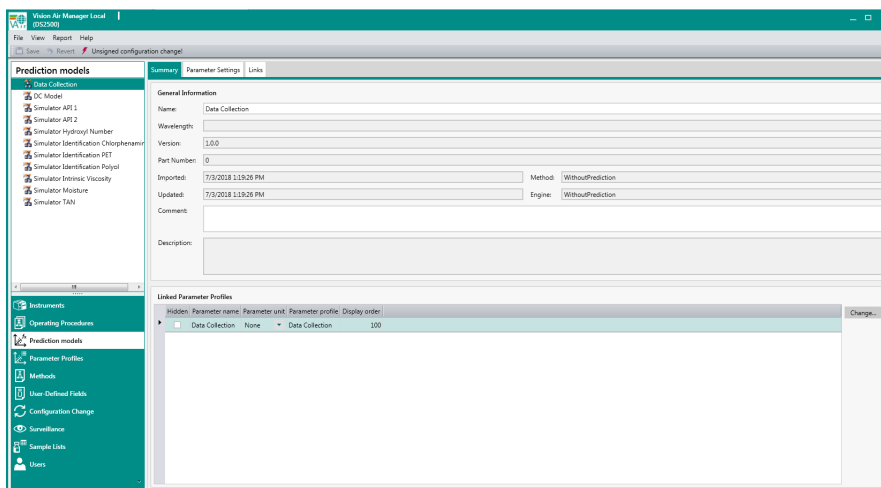 Vision Air Manager Local
(DS2500)
File View Report Help
Save Revert Unsigned configuration change!
Prediction models
Data Collection
DC Model
Simulator API 1
Simulator API 2
Simulator Hydroxyl Number
Simulator Identification Chlorphenamir
Simulator Identification PET
Simulator Identification Polyol
Simulator Intrinsic Viscosity
Simulator Moisture
Simulator TAN
Instruments
Operating Procedures
Prediction models
Parameter Profiles
Methods
User-Defined Fields
Configuration Change
Surveillance
Sample Lists
Users
Summary Parameter Settings Links
General Information
Name: Data Collection
Wavelength:
Version: 1.0.0
Part Number: 0
Imported: 7/3/2018 1:19:26 PM Method: WithoutPrediction
Updated: 7/3/2018 1:19:26 PM Engine: WithoutPrediction
Comment:
Description:
Linked Parameter Profiles
Hidden Parameter name Parameter unit Parameter profile Display order
Data Collection None Data Collection 100
Change...